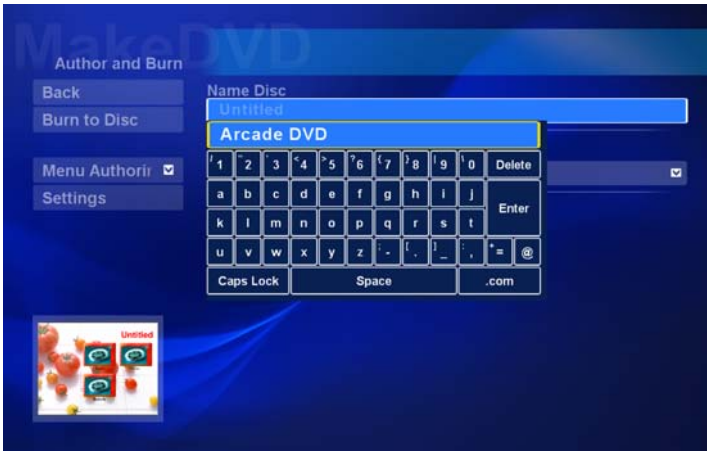 MakeDVD
Author and Burn
Back
Burn to Disc
Menu Authorir
Settings
Name Disc
Untitled
Arcade DVD
1 2 3 <4 >5 ?6 {7 }8 |9 \0 Delete
a b c d e f g h i j
Enter
k l m n o p q r s t
u v w x y z ; - [ . ] _ : , *= @
Caps Lock Space .com
Untitled